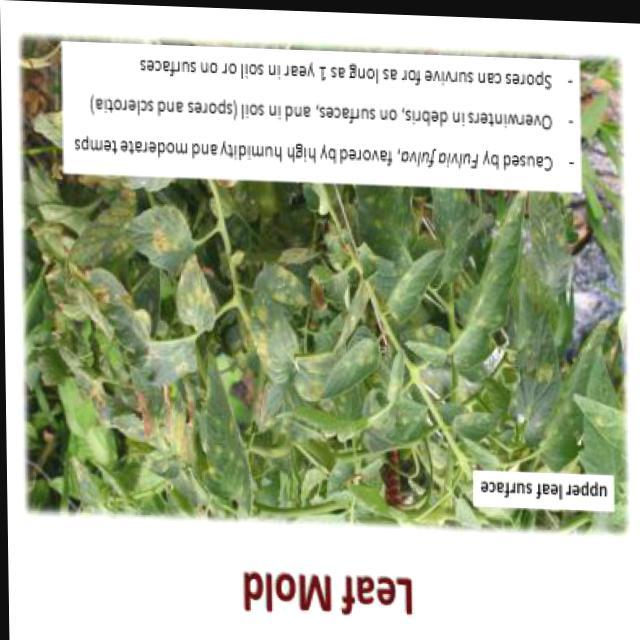 Leaf Mold
upper leaf surface
- Caused by Fulvia fulva, favored by high humidity and moderate temps
- Overwinters in debris, on surfaces, and in soil (spores and sclerotia)
- Spores can survive for as long as 1 year in soil or on surfaces